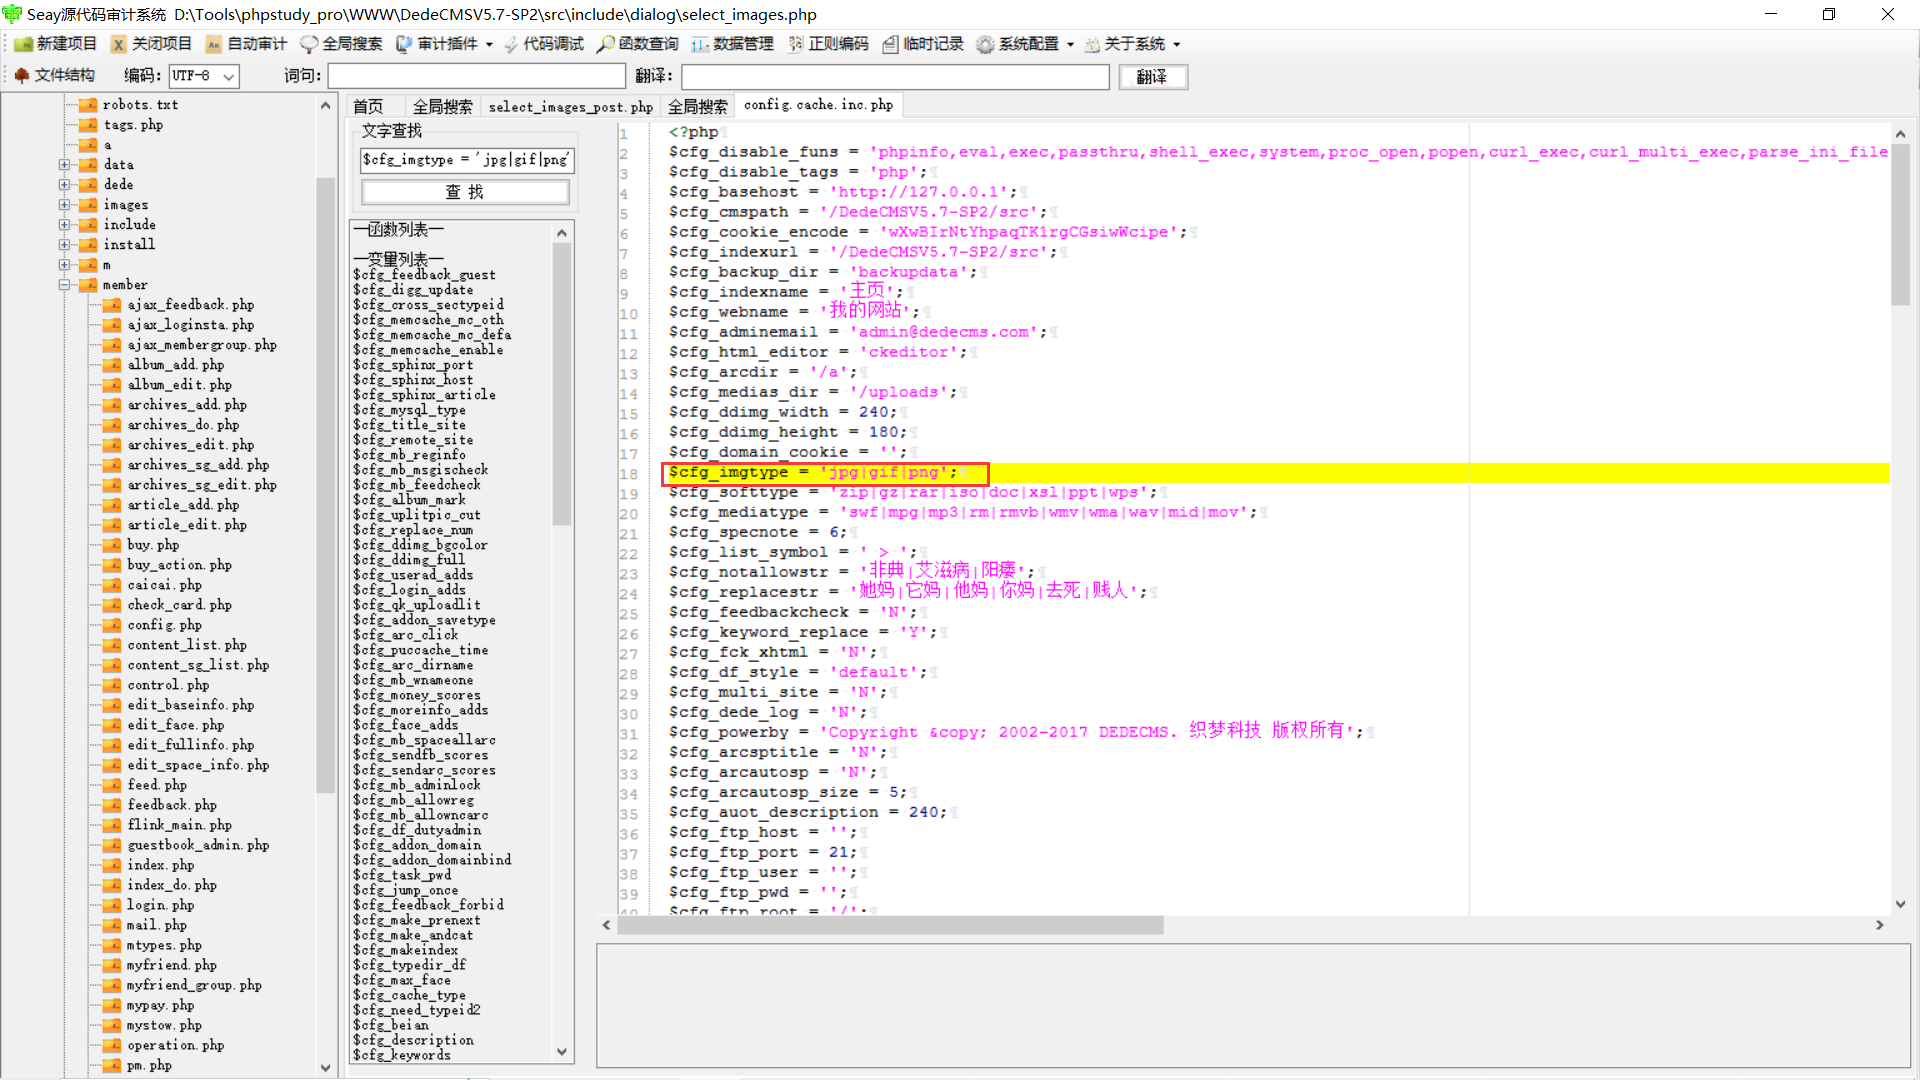 Seay源代码审计系统  D:\Tools\phpstudy_pro\WWW\DedeCMSV5.7-SP2\src\include\dialog\select_images.php
新建项目 关闭项目 自动审计 全局搜索 审计插件 代码调试 函数查询 数据管理 正则编码 临时记录 系统配置 关于系统
文件结构 编码: UTF-8 词句: 翻译: 翻译
robots.txt
tags.php
a
data
dede
images
include
install
m
member
ajax_feedback.php
ajax_loginsta.php
ajax_membergroup.php
album_add.php
album_edit.php
archives_add.php
archives_do.php
archives_edit.php
archives_sg_add.php
archives_sg_edit.php
article_add.php
article_edit.php
buy.php
buy_action.php
caicai.php
check_card.php
config.php
content_list.php
content_sg_list.php
control.php
edit_baseinfo.php
edit_face.php
edit_fullinfo.php
edit_space_info.php
feed.php
feedback.php
flink_main.php
guestbook_admin.php
index.php
index_do.php
login.php
mail.php
mtypes.php
myfriend.php
myfriend_group.php
mypay.php
mystow.php
operation.php
pm.php
首页 全局搜索 select_images_post.php 全局搜索 config.cache.inc.php
文字查找
$cfg_imgtype = 'jpg|gif|png'
查 找
—函数列表—
—变量列表—
$cfg_feedback_guest
$cfg_digg_update
$cfg_cross_sectypeid
$cfg_memcache_mc_oth
$cfg_memcache_mc_defa
$cfg_memcache_enable
$cfg_sphinx_port
$cfg_sphinx_host
$cfg_sphinx_article
$cfg_mysql_type
$cfg_title_site
$cfg_remote_site
$cfg_mb_reginfo
$cfg_mb_msgischeck
$cfg_mb_feedcheck
$cfg_album_mark
$cfg_uplitpic_cut
$cfg_replace_num
$cfg_ddimg_bgcolor
$cfg_ddimg_full
$cfg_userad_adds
$cfg_login_adds
$cfg_qk_uploadlit
$cfg_addon_savetype
$cfg_arc_click
$cfg_puccache_time
$cfg_arc_dirname
$cfg_mb_wnameone
$cfg_money_scores
$cfg_moreinfo_adds
$cfg_face_adds
$cfg_mb_spaceallarc
$cfg_sendfb_scores
$cfg_sendarc_scores
$cfg_mb_adminlock
$cfg_mb_allowreg
$cfg_mb_allowncarc
$cfg_df_dutyadmin
$cfg_addon_domain
$cfg_addon_domainbind
$cfg_task_pwd
$cfg_jump_once
$cfg_feedback_forbid
$cfg_make_prenext
$cfg_make_andcat
$cfg_makeindex
$cfg_typedir_df
$cfg_max_face
$cfg_cache_type
$cfg_need_typeid2
$cfg_beian
$cfg_description
$cfg_keywords
1 <?php¶
2 $cfg_disable_funs = 'phpinfo,eval,exec,passthru,shell_exec,system,proc_open,popen,curl_exec,curl_multi_exec,parse_ini_file
3 $cfg_disable_tags = 'php';¶
4 $cfg_basehost = 'http://127.0.0.1';¶
5 $cfg_cmspath = '/DedeCMSV5.7-SP2/src';¶
6 $cfg_cookie_encode = 'wXwBIrNtYhpaqTK1rgCGsiwWcipe';¶
7 $cfg_indexurl = '/DedeCMSV5.7-SP2/src';¶
8 $cfg_backup_dir = 'backupdata';¶
9 $cfg_indexname = '主页';¶
10 $cfg_webname = '我的网站';¶
11 $cfg_adminemail = 'admin@dedecms.com';¶
12 $cfg_html_editor = 'ckeditor';¶
13 $cfg_arcdir = '/a';¶
14 $cfg_medias_dir = '/uploads';¶
15 $cfg_ddimg_width = 240;¶
16 $cfg_ddimg_height = 180;¶
17 $cfg_domain_cookie = '';¶
18 $cfg_imgtype = 'jpg|gif|png';¶
19 $cfg_softtype = 'zip|gz|rar|iso|doc|xsl|ppt|wps';¶
20 $cfg_mediatype = 'swf|mpg|mp3|rm|rmvb|wmv|wma|wav|mid|mov';¶
21 $cfg_specnote = 6;¶
22 $cfg_list_symbol = ' > ';¶
23 $cfg_notallowstr = '非典|艾滋病|阳痿';¶
24 $cfg_replacestr = '她妈|它妈|他妈|你妈|去死|贱人';¶
25 $cfg_feedbackcheck = 'N';¶
26 $cfg_keyword_replace = 'Y';¶
27 $cfg_fck_xhtml = 'N';¶
28 $cfg_df_style = 'default';¶
29 $cfg_multi_site = 'N';¶
30 $cfg_dede_log = 'N';¶
31 $cfg_powerby = 'Copyright &copy; 2002-2017 DEDECMS. 织梦科技 版权所有';¶
32 $cfg_arcsptitle = 'N';¶
33 $cfg_arcautosp = 'N';¶
34 $cfg_arcautosp_size = 5;¶
35 $cfg_auot_description = 240;¶
36 $cfg_ftp_host = '';¶
37 $cfg_ftp_port = 21;¶
38 $cfg_ftp_user = '';¶
39 $cfg_ftp_pwd = '';¶
40 $cfg_ftp_root = '/';¶